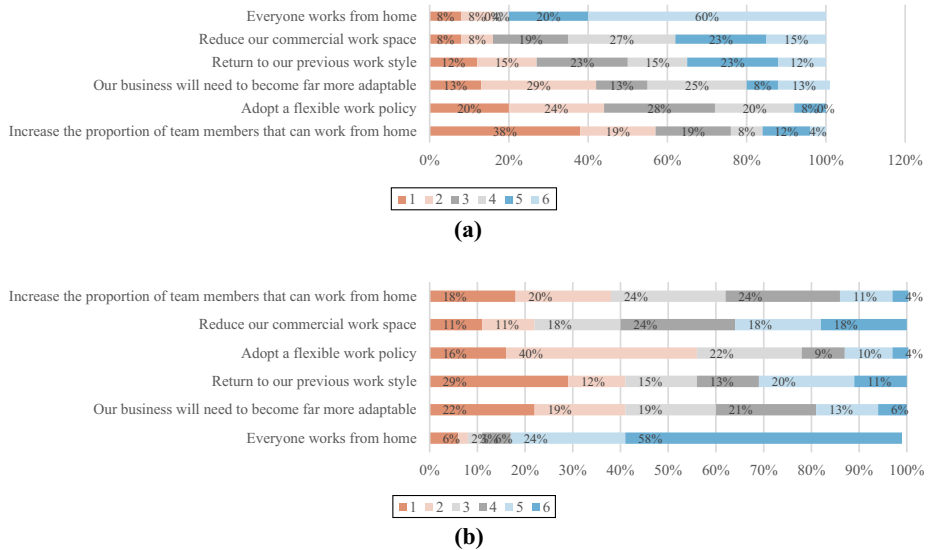 Everyone works from home 8% 8% 0% 4% 20% 60%
Reduce our commercial work space 8% 8% 19% 27% 23% 15%
Return to our previous work style 12% 15% 23% 15% 23% 12%
Our business will need to become far more adaptable 13% 29% 13% 25% 8% 13%
Adopt a flexible work policy 20% 24% 28% 20% 8% 0%
Increase the proportion of team members that can work from home 38% 19% 19% 8% 12% 4%
0% 20% 40% 60% 80% 100% 120%
1 2 3 4 5 6
(a)
Increase the proportion of team members that can work from home 18% 20% 24% 24% 11% 4%
Reduce our commercial work space 11% 11% 18% 24% 18% 18%
Adopt a flexible work policy 16% 40% 22% 9% 10% 4%
Return to our previous work style 29% 12% 15% 13% 20% 11%
Our business will need to become far more adaptable 22% 19% 19% 21% 13% 6%
Everyone works from home 6% 2% 3% 6% 24% 58%
0% 10% 20% 30% 40% 50% 60% 70% 80% 90% 100%
1 2 3 4 5 6
(b)